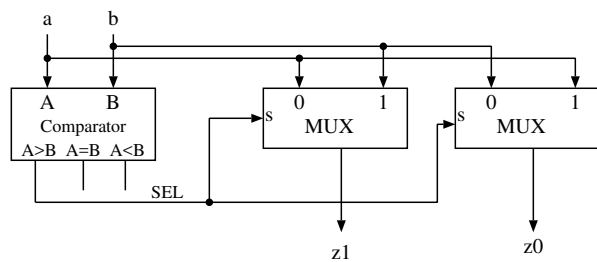 a b
A B
Comparator
A>B A=B A<B
0 1
s
MUX
0 1
s
MUX
SEL
z1
z0